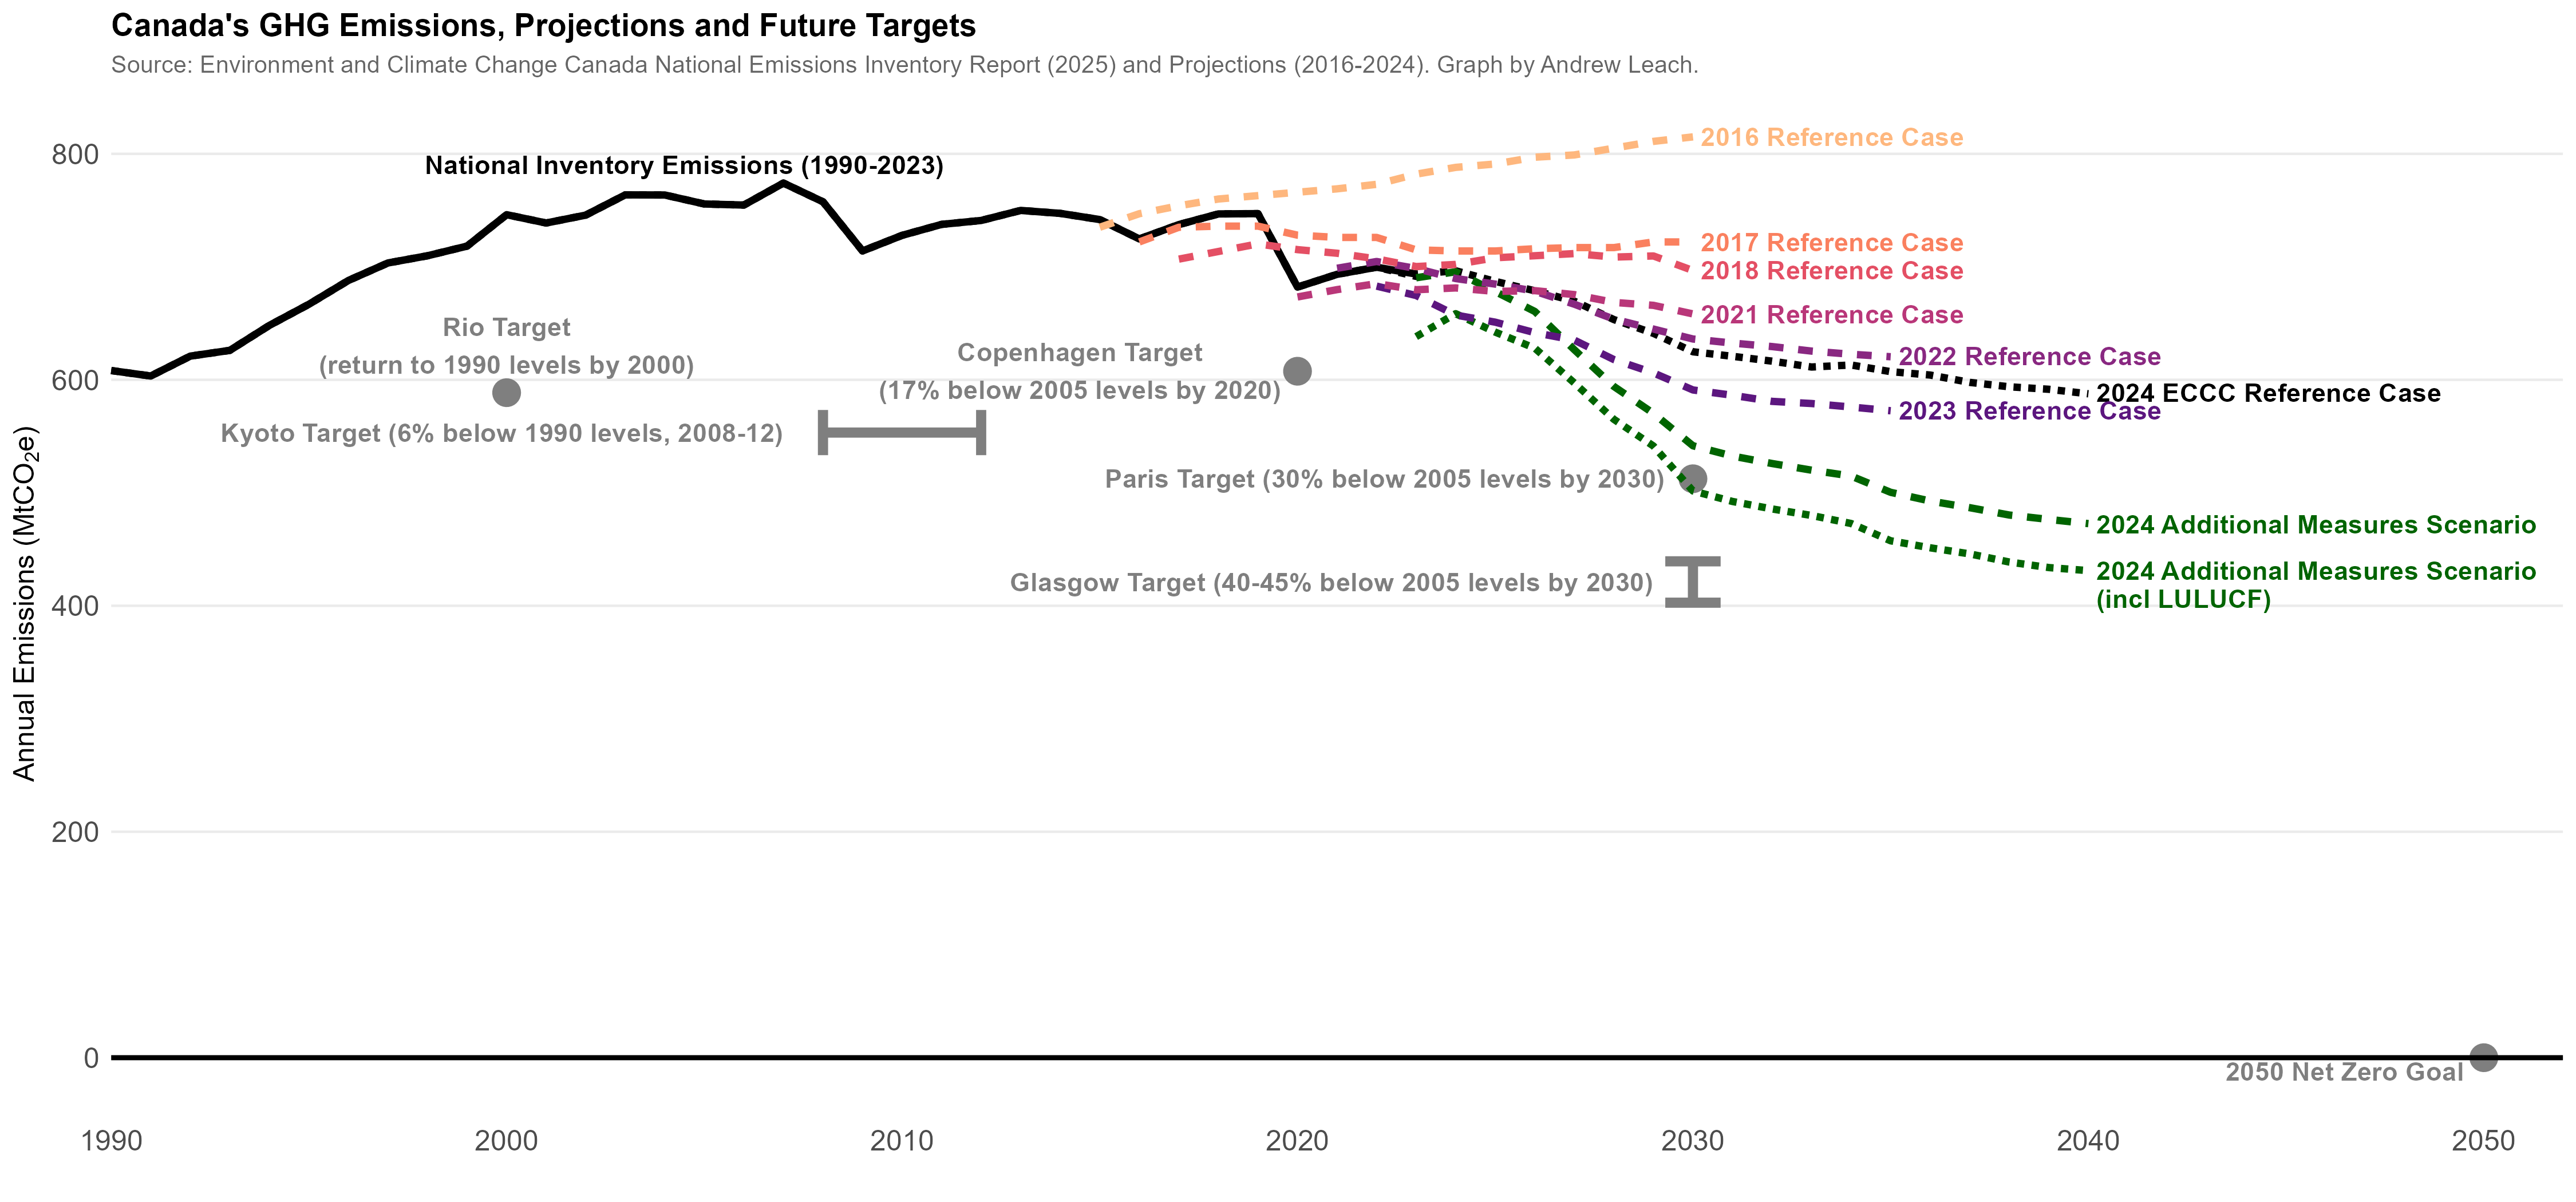 Canada's GHG Emissions, Projections and Future Targets
Source: Environment and Climate Change Canada National Emissions Inventory Report (2025) and Projections (2016-2024). Graph by Andrew Leach.
Annual Emissions (MtCO₂e)
800
600
400
200
0
National Inventory Emissions (1990-2023)
2016 Reference Case
2017 Reference Case
2018 Reference Case
2021 Reference Case
2022 Reference Case
2024 ECCC Reference Case
2023 Reference Case
Rio Target
(return to 1990 levels by 2000)
Copenhagen Target
(17% below 2005 levels by 2020)
Kyoto Target (6% below 1990 levels, 2008-12)
Paris Target (30% below 2005 levels by 2030)
2024 Additional Measures Scenario
Glasgow Target (40-45% below 2005 levels by 2030)
2024 Additional Measures Scenario
(incl LULUCF)
2050 Net Zero Goal
1990
2000
2010
2020
2030
2040
2050